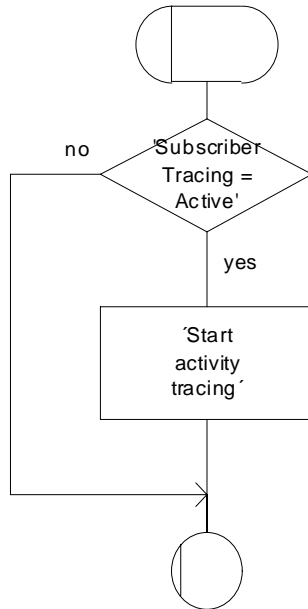 no
'Subscriber
Tracing =
Active'
yes
´Start
activity
tracing´